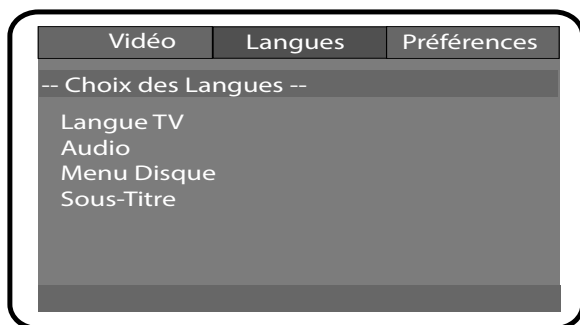 Vidéo Langues Préférences
-- Choix des Langues --
Langue TV
Audio
Menu Disque
Sous-Titre